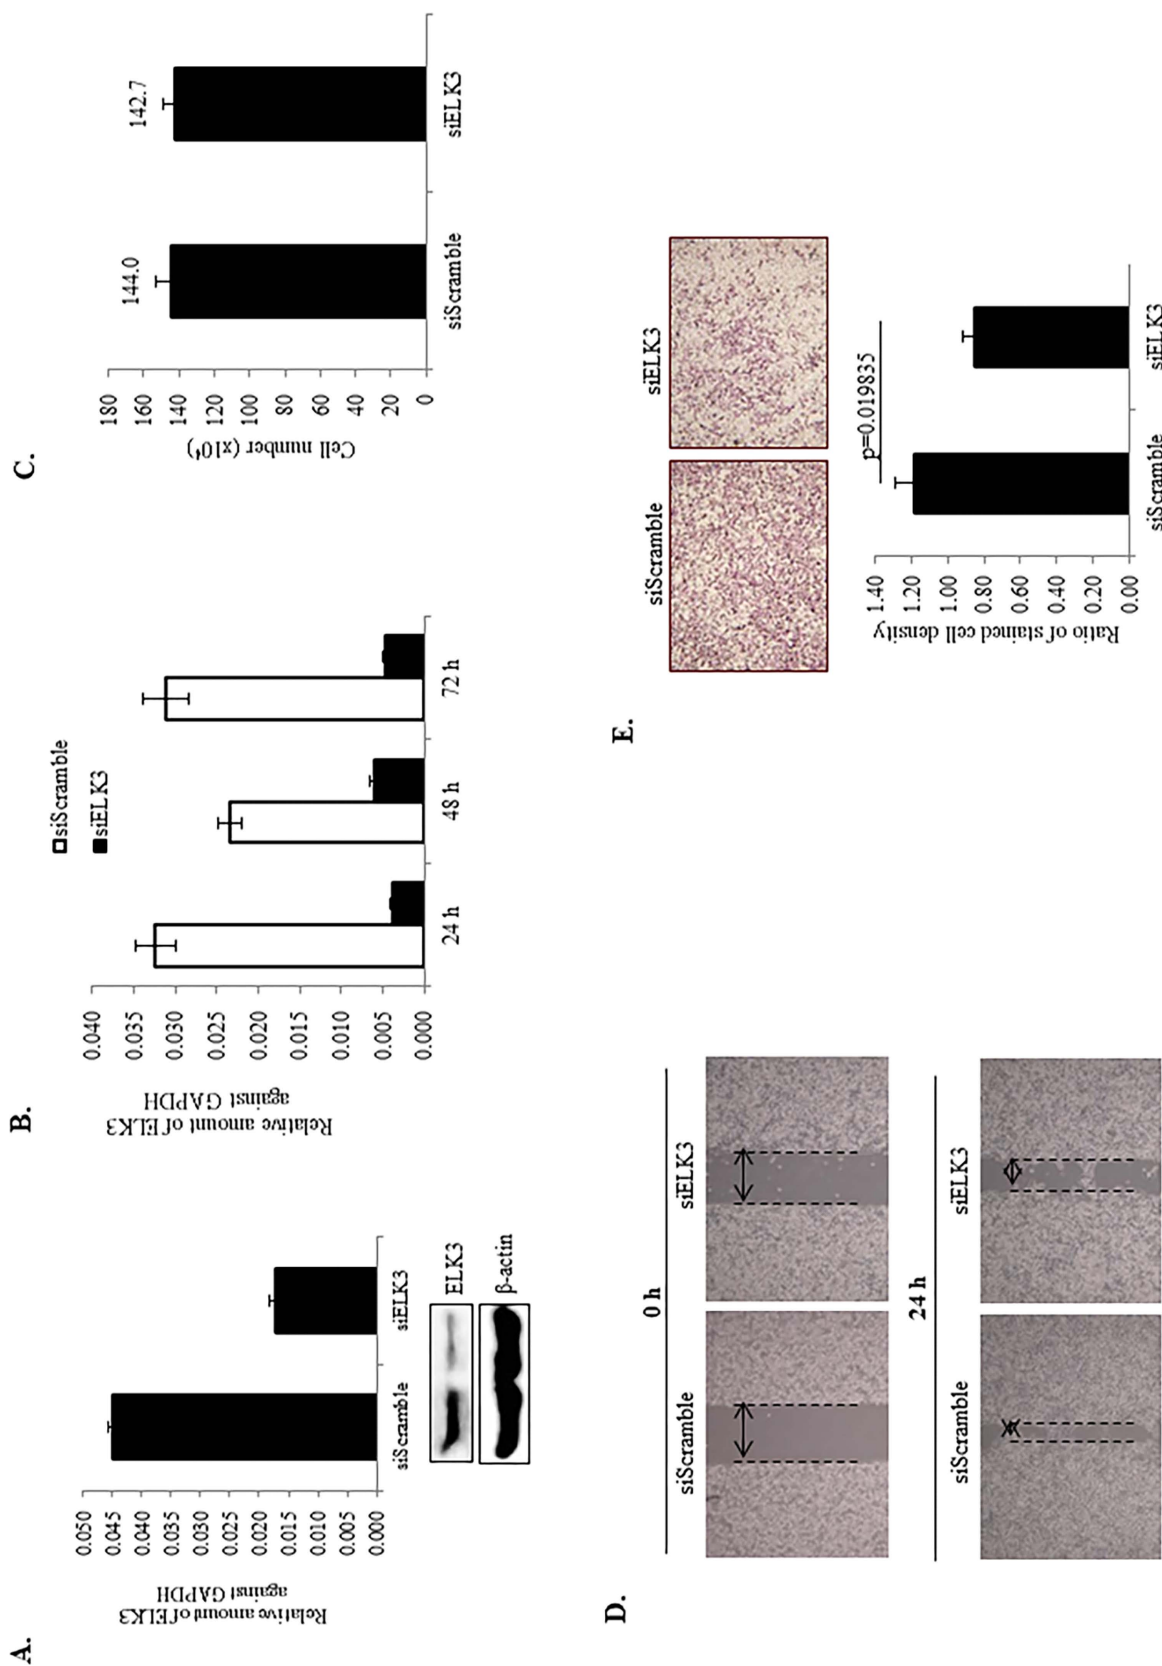 A.
Relative amount of ELK3
against GAPDH
0.050
0.045
0.040
0.035
0.030
0.025
0.020
0.015
0.010
0.005
0.000
siScramble
siELK3
ELK3
β-actin
B.
siScramble
siELK3
Relative amount of ELK3
against GAPDH
0.040
0.035
0.030
0.025
0.020
0.015
0.010
0.005
0.000
24 h
48 h
72 h
C.
Cell number (x10⁴)
180
160
140
120
100
80
60
40
20
0
144.0
142.7
siScramble
siELK3
D.
0 h
siScramble
siELK3
24 h
siScramble
siELK3
E.
siScramble
siELK3
p=0.019835
Ratio of stained cell density
1.40
1.20
1.00
0.80
0.60
0.40
0.20
0.00
siScramble
siELK3